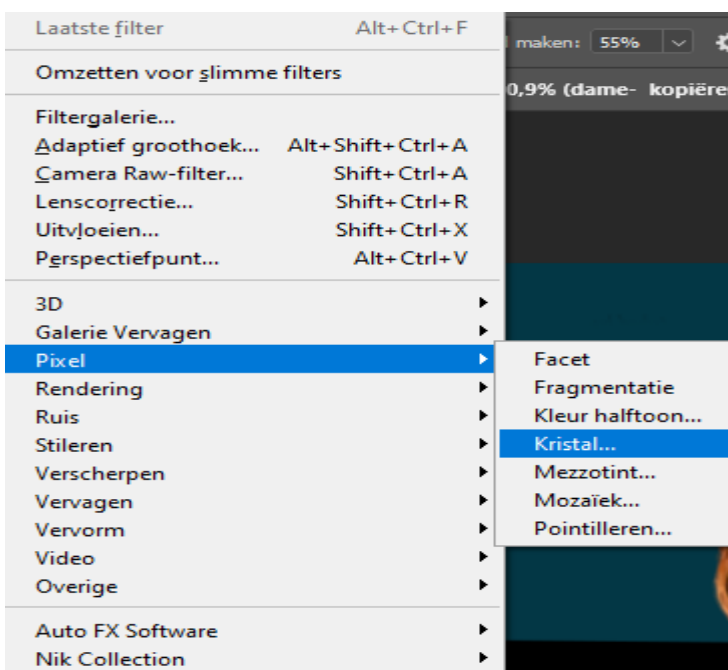 Laatste filter Alt+Ctrl+F
maken: 55%
Omzetten voor slimme filters
0,9% (dame- kopiëre
Filtergalerie...
Adaptief groothoek... Alt+Shift+Ctrl+A
Camera Raw-filter... Shift+Ctrl+A
Lenscorrectie... Shift+Ctrl+R
Uitvloeien... Shift+Ctrl+X
Perspectiefpunt... Alt+Ctrl+V
3D
Galerie Vervagen
Pixel
Rendering
Ruis
Stileren
Verscherpen
Vervagen
Vervorm
Video
Overige
Auto FX Software
Nik Collection
Facet
Fragmentatie
Kleur halftoon...
Kristal...
Mezzotint...
Mozaïek...
Pointilleren...